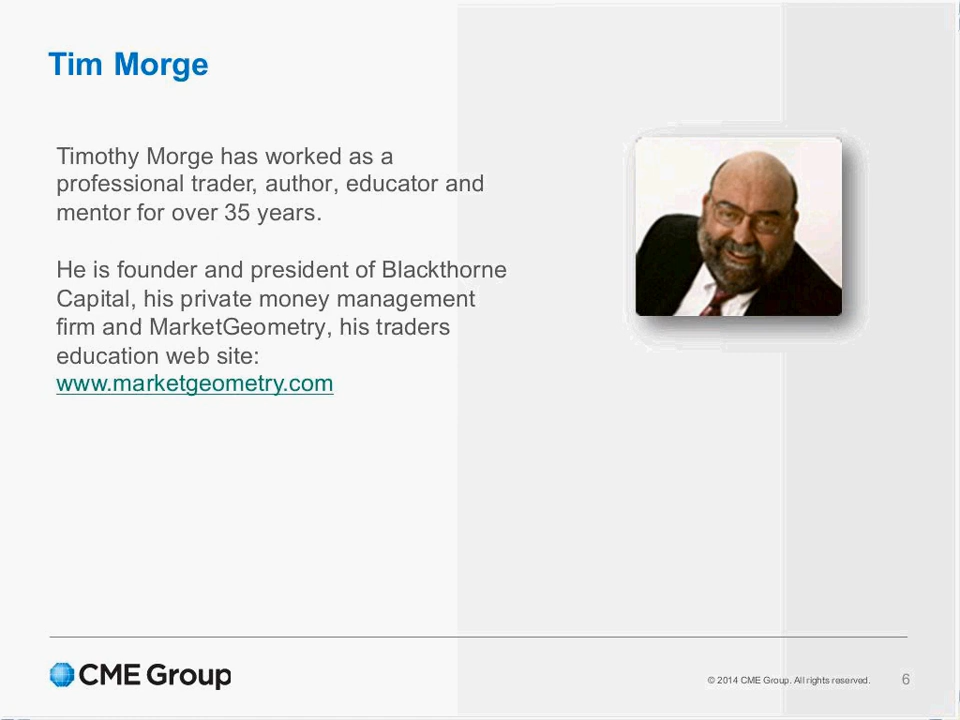 Tim Morge
Timothy Morge has worked as a
professional trader, author, educator and
mentor for over 35 years.
He is founder and president of Blackthorne
Capital, his private money management
firm and MarketGeometry, his traders
education web site:
www.marketgeometry.com
CME Group
© 2014 CME Group. All rights reserved.
6